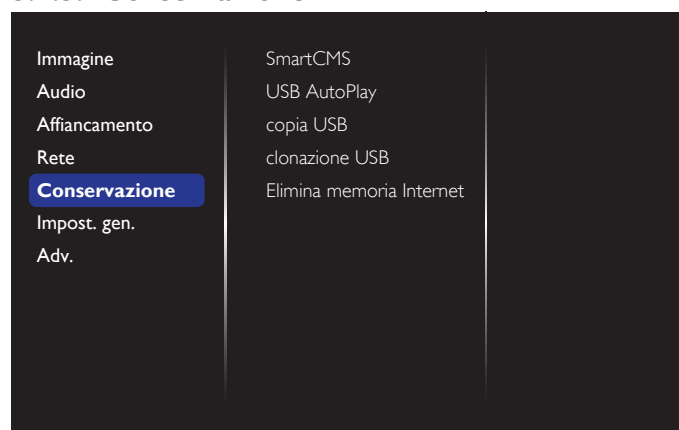 Immagine
Audio
Affiancamento
Rete
Conservazione
Impost. gen.
Adv.
SmartCMS
USB AutoPlay
copia USB
clonazione USB
Elimina memoria Internet